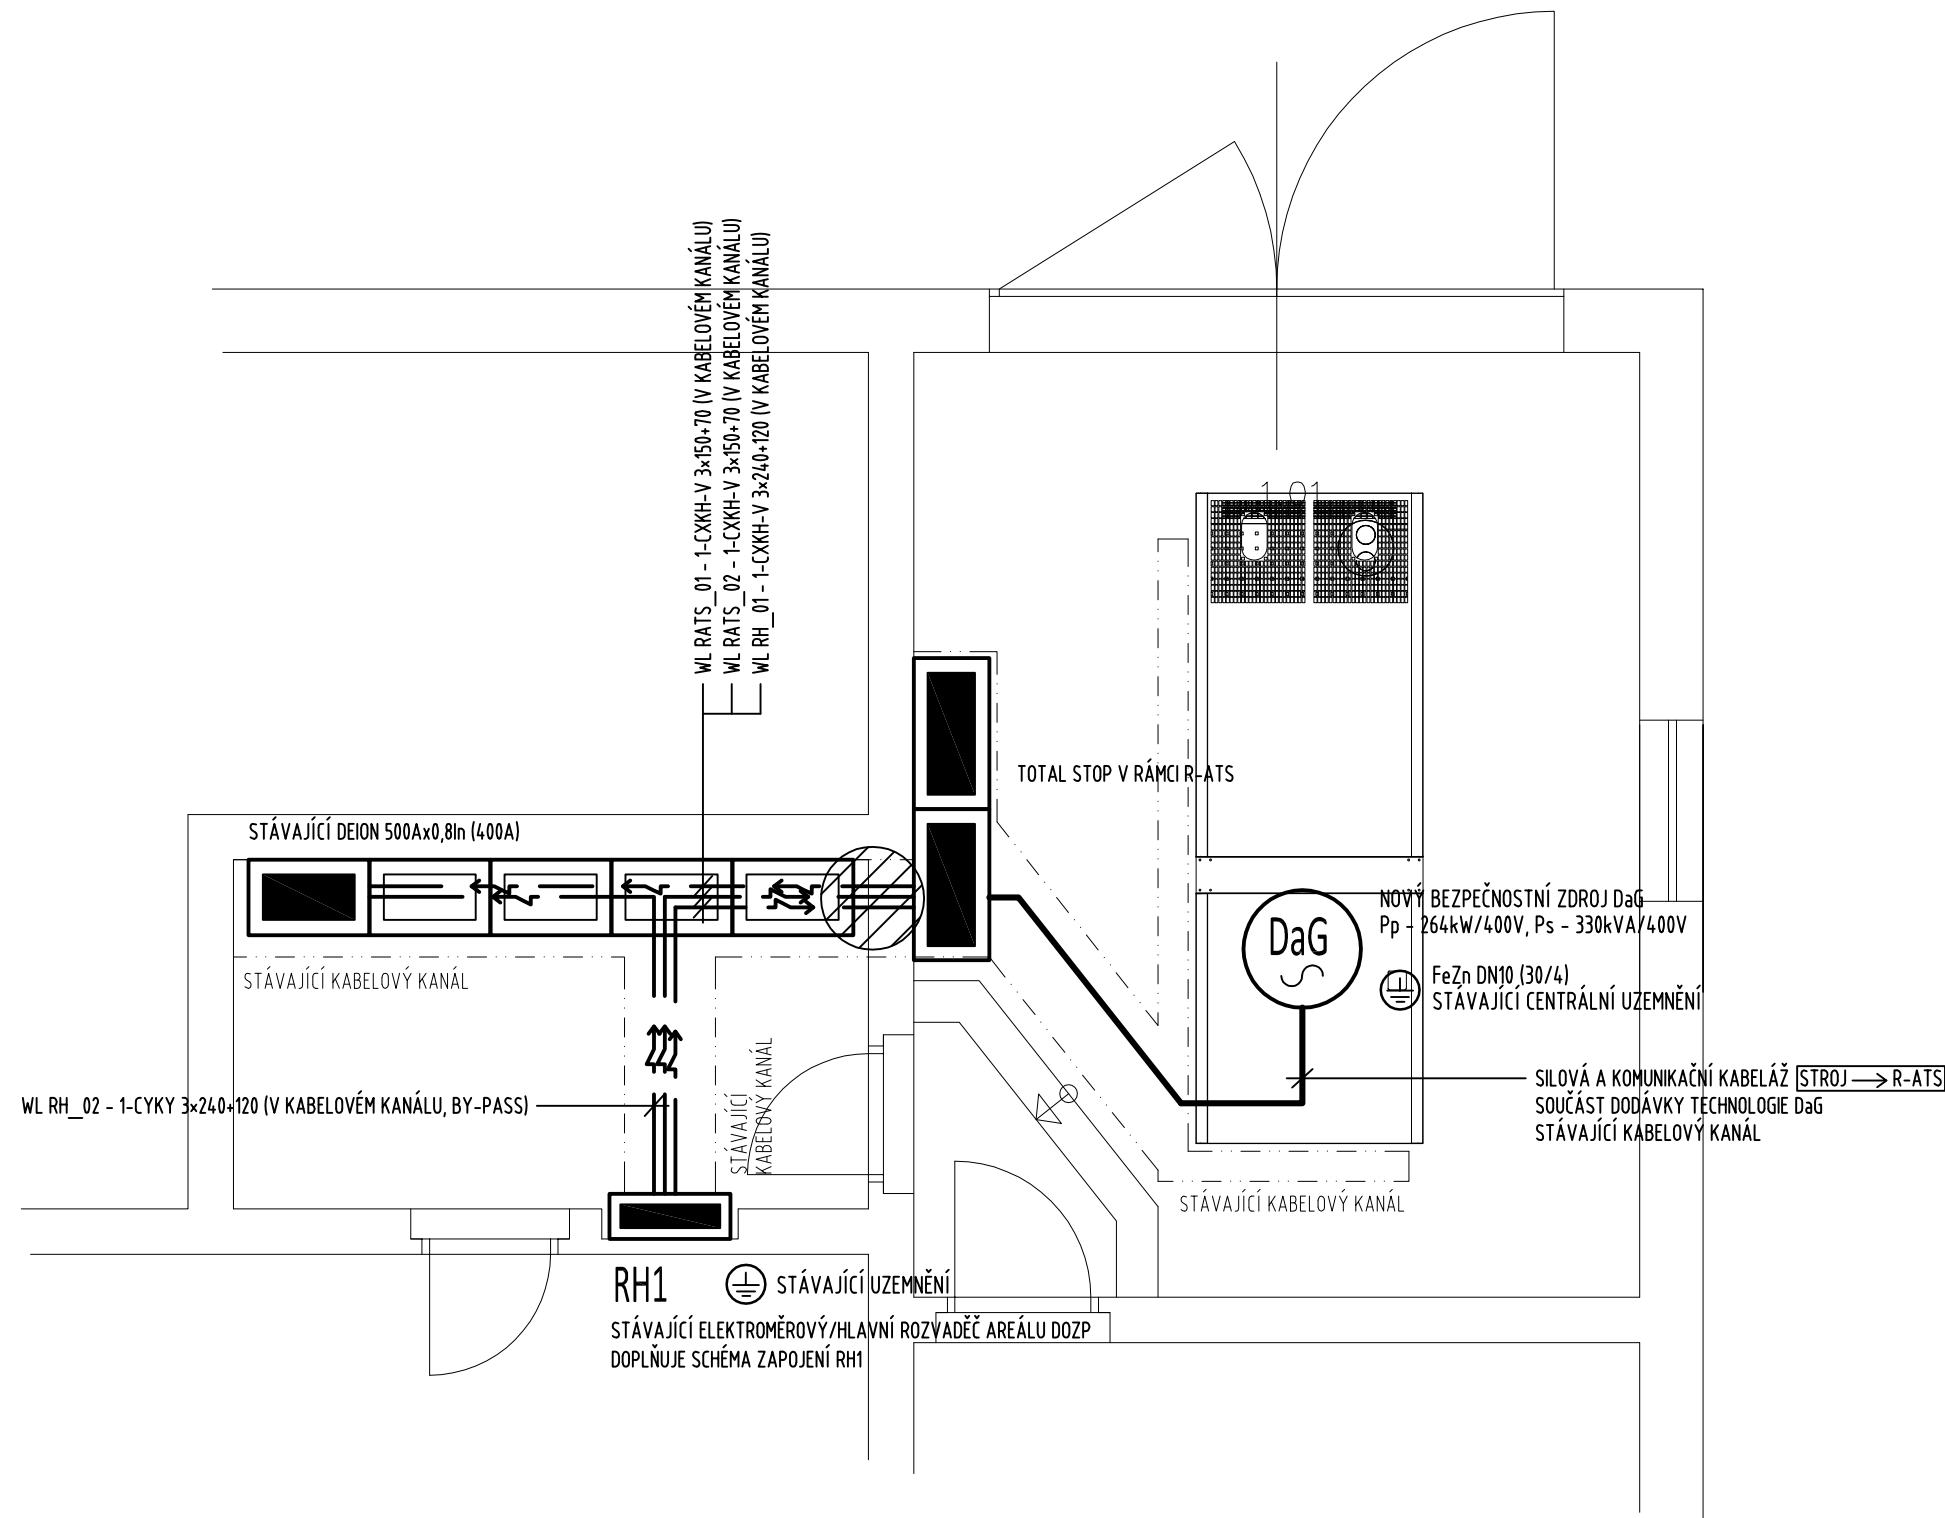 WL RATS_01 - 1-CXKH-V 3x150+70 (V KABELOVÉM KANÁLU)
WL RATS_02 - 1-CXKH-V 3x150+70 (V KABELOVÉM KANÁLU)
WL RH_01 - 1-CXKH-V 3x240+120 (V KABELOVÉM KANÁLU)
1.01
TOTAL STOP V RÁMCI R-ATS
STÁVAJÍCÍ DEION 500Ax0,8In (400A)
NOVÝ BEZPEČNOSTNÍ ZDROJ DaG
Pp - 264kW/400V, Ps - 330kVA/400V
DaG
FeZn DN10 (30/4)
STÁVAJÍCÍ CENTRÁLNÍ UZEMNĚNÍ
STÁVAJÍCÍ KABELOVÝ KANÁL
STÁVAJÍCÍ
KABELOVÝ KANÁL
SILOVÁ A KOMUNIKAČNÍ KABELÁŽ STROJ → R-ATS
SOUČÁST DODÁVKY TECHNOLOGIE DaG
STÁVAJÍCÍ KABELOVÝ KANÁL
WL RH_02 - 1-CYKY 3x240+120 (V KABELOVÉM KANÁLU, BY-PASS)
STÁVAJÍCÍ KABELOVÝ KANÁL
RH1
STÁVAJÍCÍ UZEMNĚNÍ
STÁVAJÍCÍ ELEKTROMĚROVÝ/HLAVNÍ ROZVADĚČ AREÁLU DOZP
DOPLŇUJE SCHÉMA ZAPOJENÍ RH1